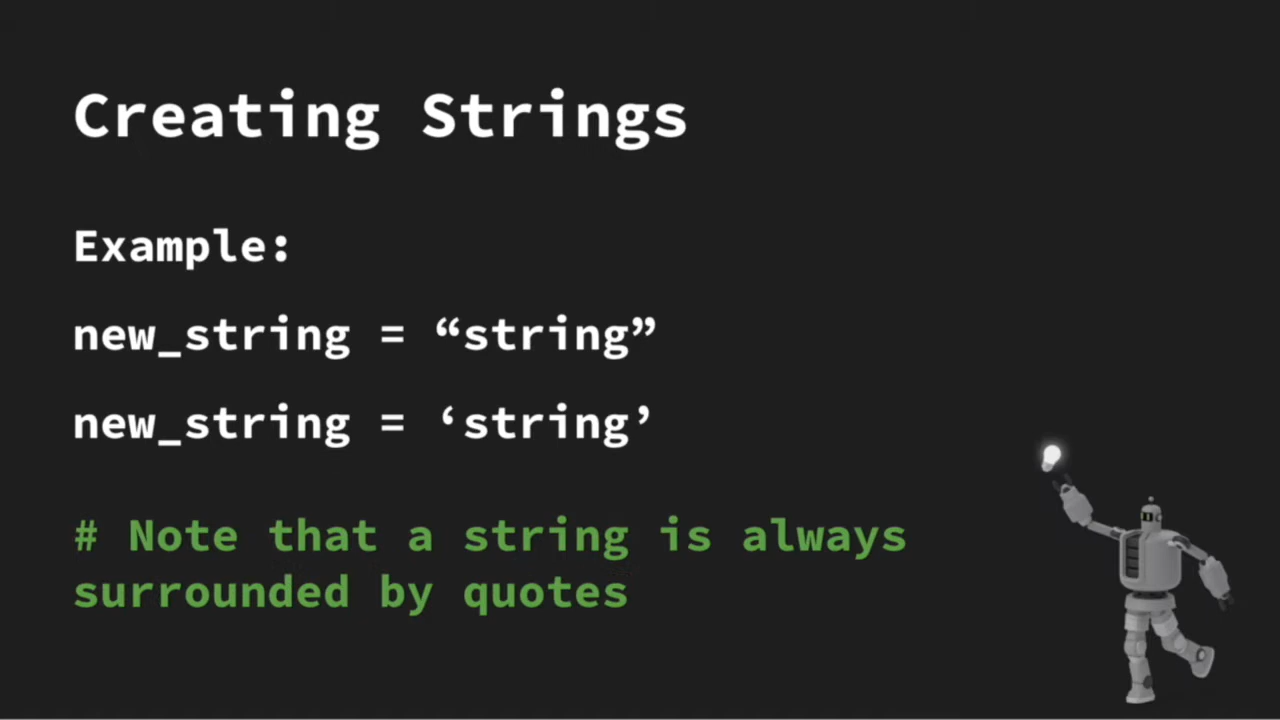 Creating Strings
Example:
new_string = “string”
new_string = ‘string’
# Note that a string is always
surrounded by quotes